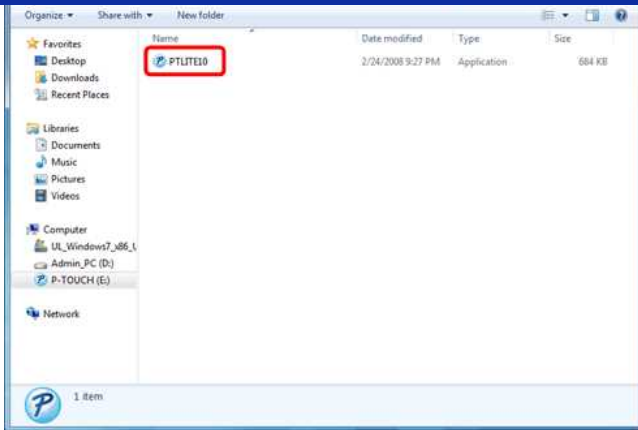 Organize Share with New folder
Favorites
Desktop
Downloads
Recent Places
Libraries
Documents
Music
Pictures
Videos
Computer
UL_Windows7_x86_U
Admin_PC (D:)
P-TOUCH (E:)
Network
Name Date modified Type Size
PTLITE10 2/24/2008 9:27 PM Application 684 KB
1 item